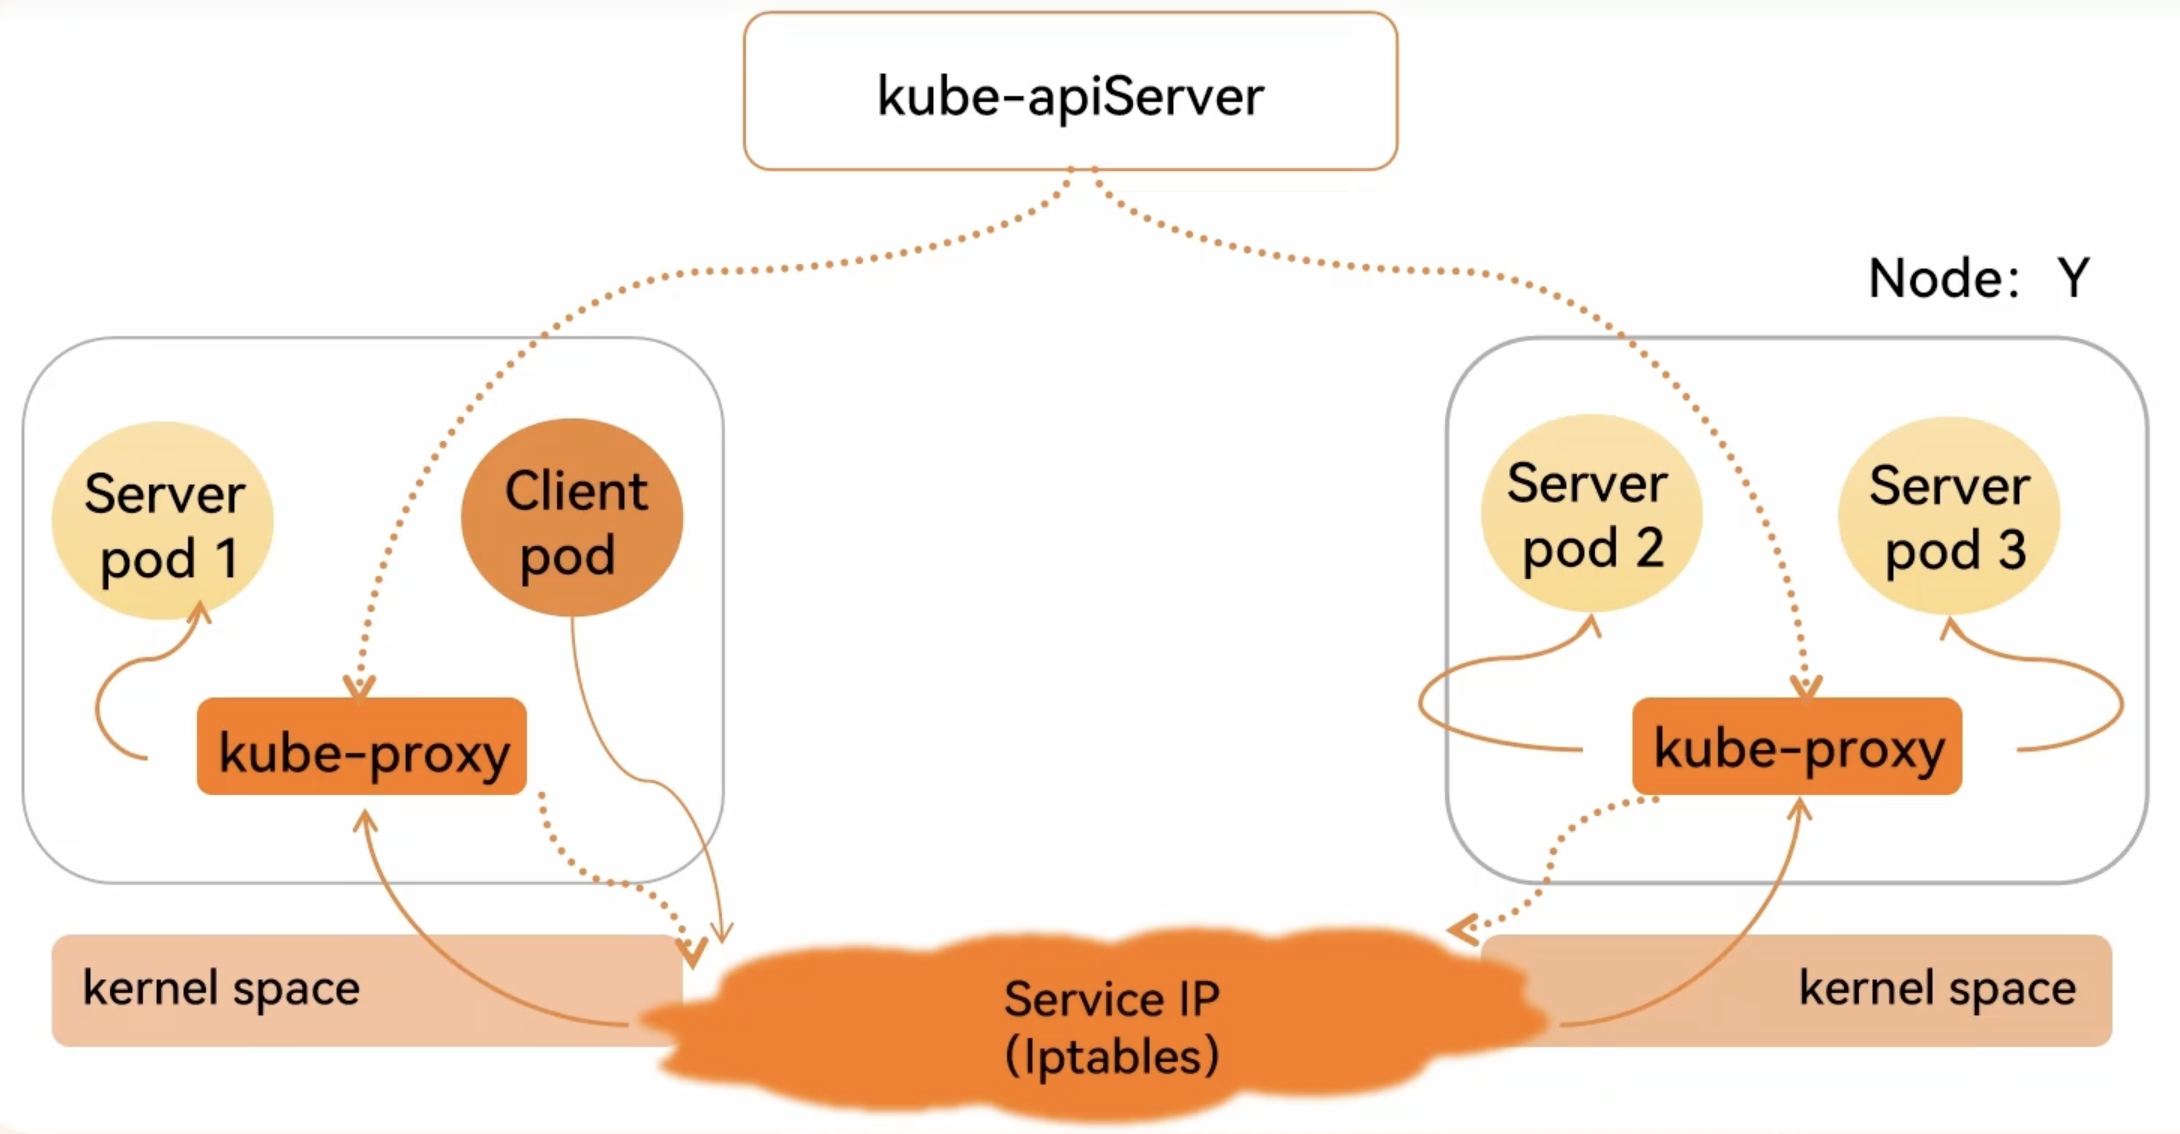 kube-apiServer
Node: Y
Server
pod 1
Client
pod
Server
pod 2
Server
pod 3
kube-proxy
kube-proxy
kernel space
Service IP
(Iptables)
kernel space